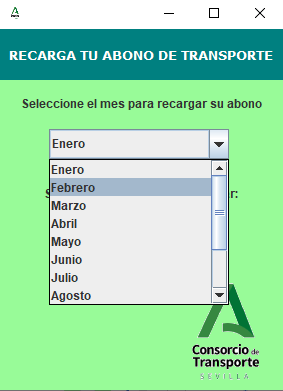 RECARGA TU ABONO DE TRANSPORTE
Seleccione el mes para recargar su abono
Enero
Enero
Febrero
Marzo
Abril
Mayo
Junio
Julio
Agosto
Consorcio de
Transporte
SEVILLA